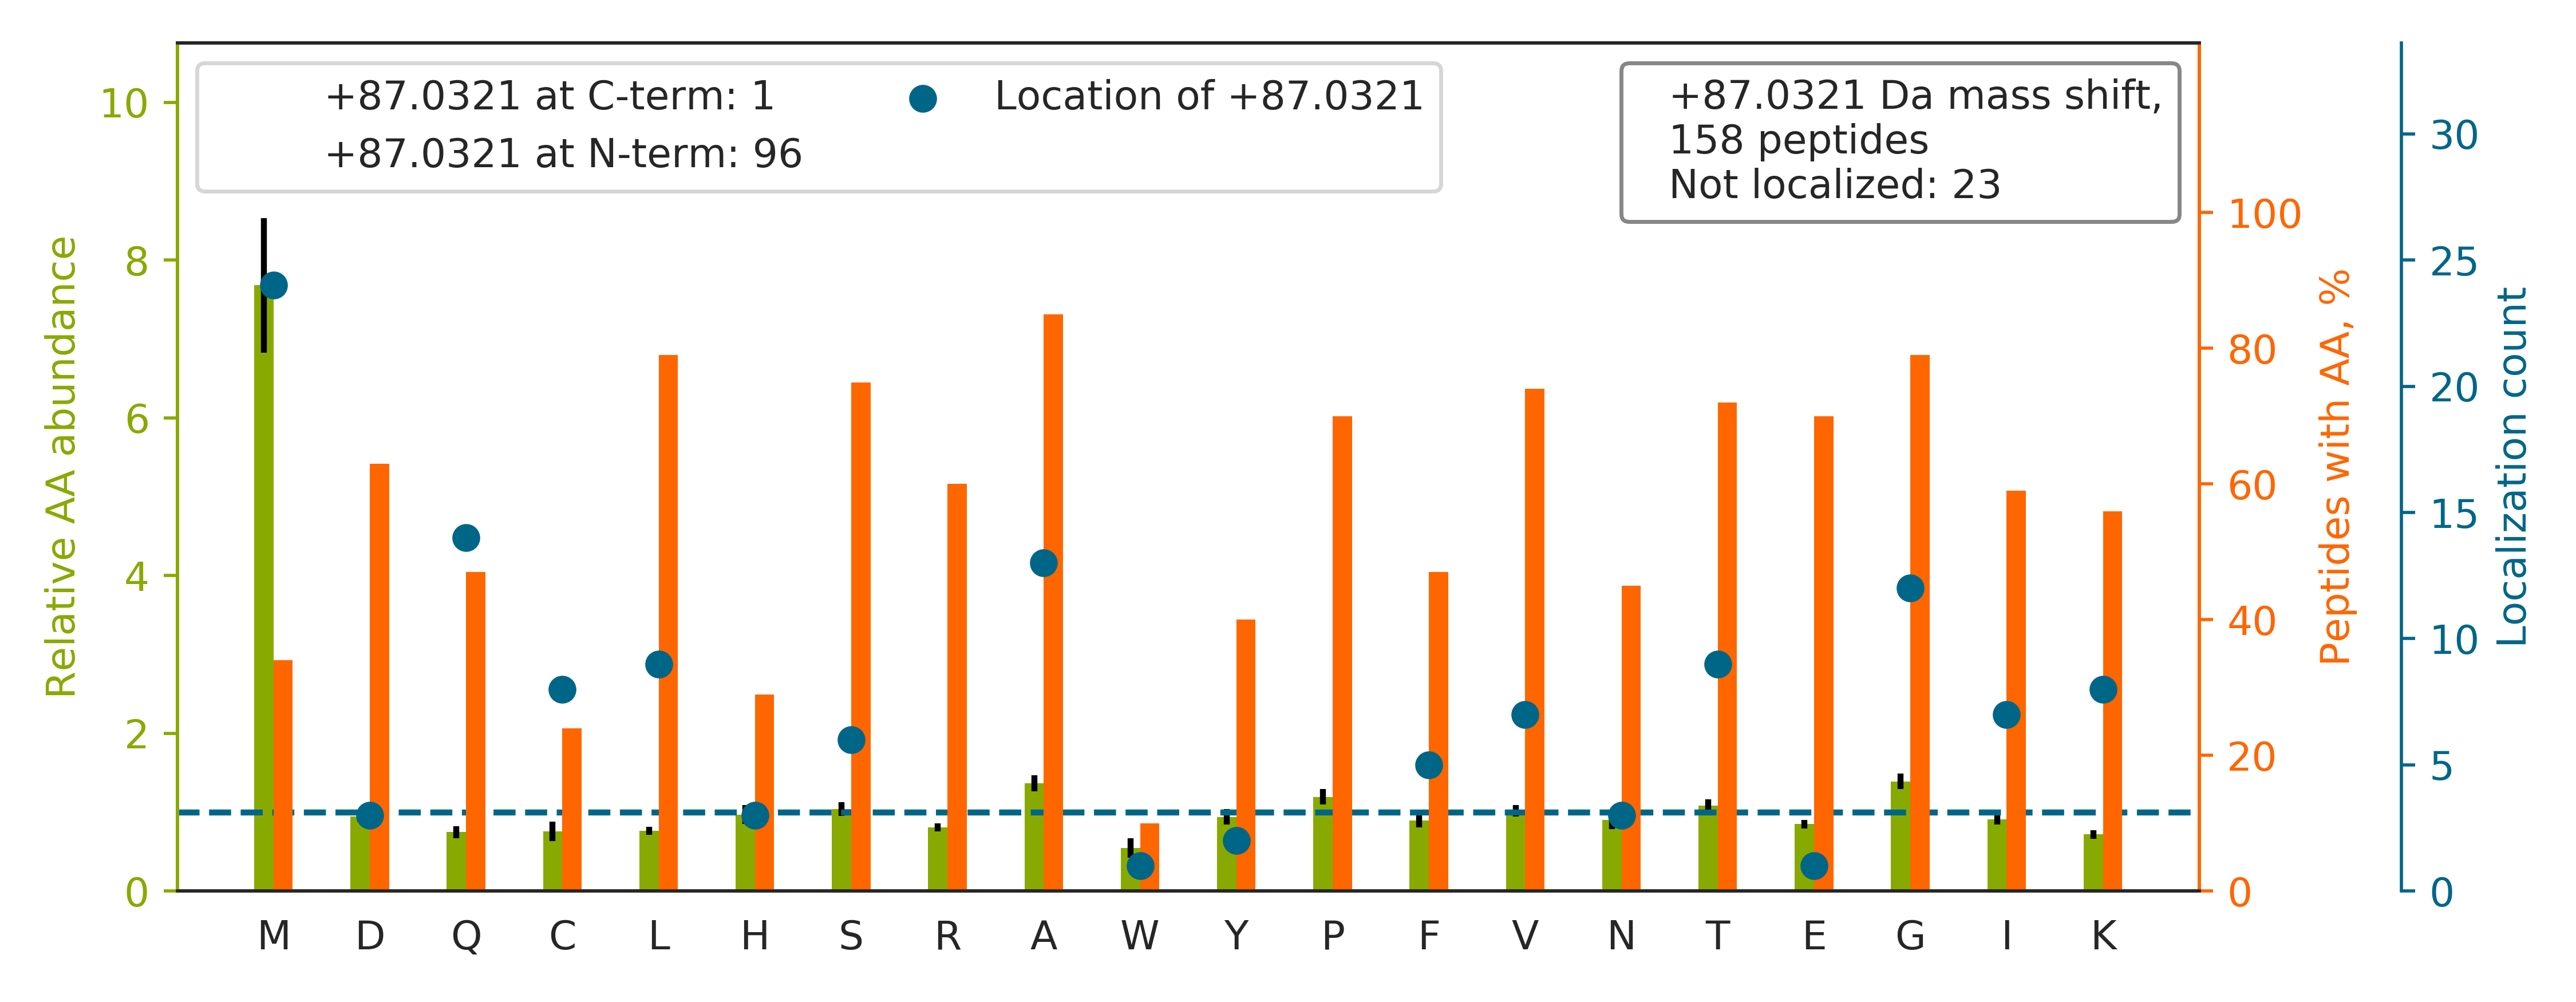 +87.0321 at C-term: 1
+87.0321 at N-term: 96
Location of +87.0321
+87.0321 Da mass shift,
158 peptides
Not localized: 23
Relative AA abundance
10
8
6
4
2
0
100
80
60
40
20
0
Peptides with AA, %
30
25
20
15
10
5
0
Localization count
M D Q C L H S R A W Y P F V N T E G I K